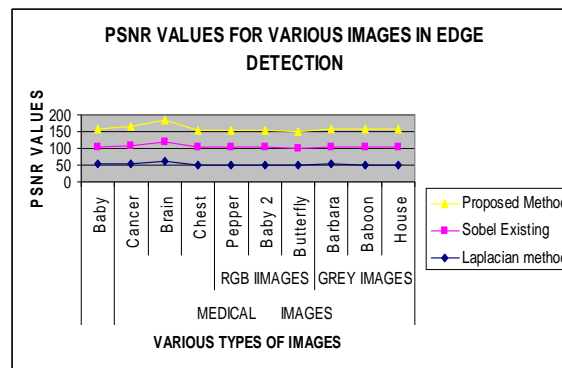 PSNR VALUES FOR VARIOUS IMAGES IN EDGE
DETECTION
PSNR VALUES
200
150
100
50
0
Baby
Cancer
Brain
Chest
Pepper
Baby 2
Butterfly
Barbara
Baboon
House
RGB IIMAGES
GREY IMAGES
MEDICAL IMAGES
VARIOUS TYPES OF IMAGES
Proposed Method
Sobel Existing
Laplacian method